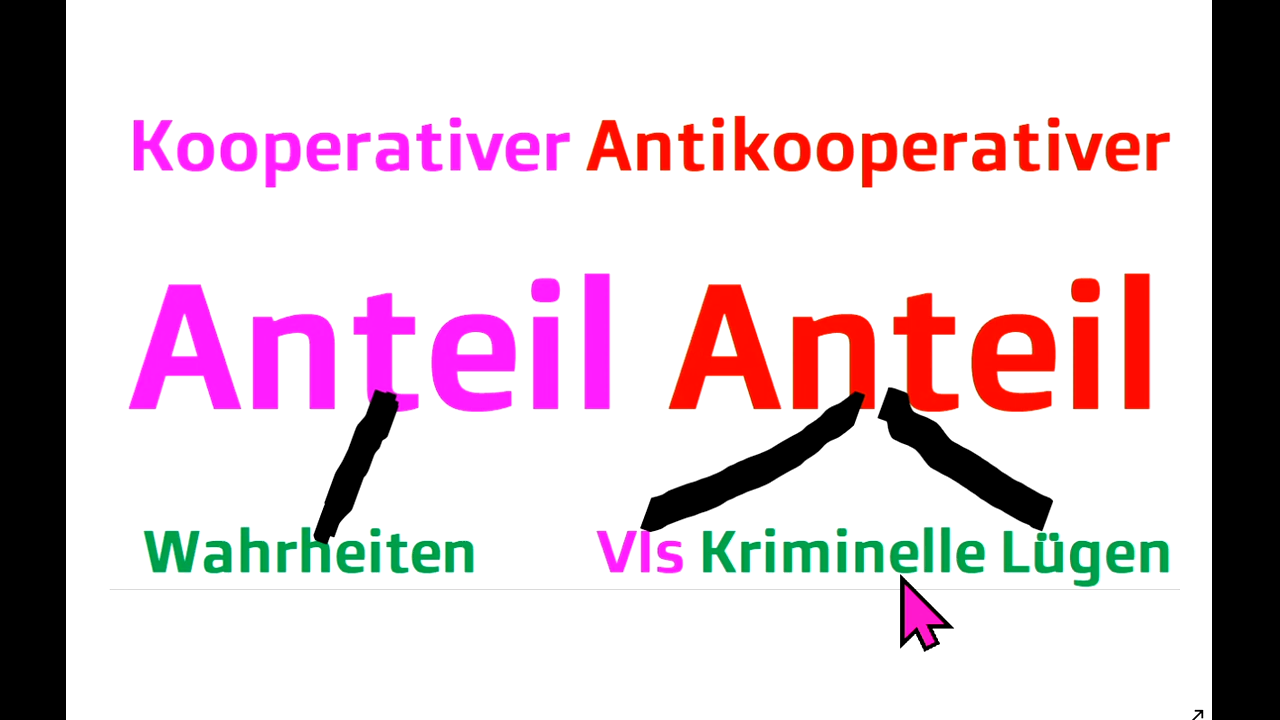 Kooperativer Antikooperativer
Anteil Anteil
Wahrheiten VIs Kriminelle Lügen